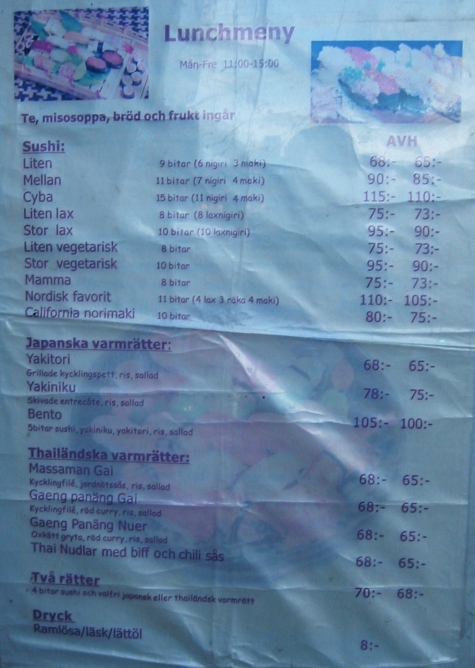 Lunchmeny
Mån-Fre 11:00-15:00
Te, misosoppa, bröd och frukt ingår
AVH
Sushi:
Liten 9 bitar (6 nigiri 3 maki) 68:- 65:-
Mellan 11 bitar (7 nigiri 4 maki) 90:- 85:-
Cyba 15 bitar (11 nigiri 4 maki) 115:- 110:-
Liten lax 8 bitar (8 laxnigiri) 75:- 73:-
Stor lax 10 bitar (10 laxnigiri) 95:- 90:-
Liten vegetarisk 8 bitar 75:- 73:-
Stor vegetarisk 10 bitar 95:- 90:-
Mamma 8 bitar 75:- 73:-
Nordisk favorit 11 bitar (4 lax 3 räka 4 maki) 110:- 105:-
California norimaki 10 bitar 80:- 75:-
Japanska varmrätter:
Yakitori 68:- 65:-
Grillade kycklingspett, ris, sallad
Yakiniku 78:- 75:-
Skivade entrecôte, ris, sallad
Bento 105:- 100:-
5bitar sushi, yakiniku, yakitori, ris, sallad
Thailändska varmrätter:
Massaman Gai 68:- 65:-
Kycklingfilé, jordnötssås, ris, sallad
Gaeng panäng Gai 68:- 65:-
Kycklingfilé, röd curry, ris, sallad
Gaeng Panäng Nuer 68:- 65:-
Oxkött gryta, röd curry, ris, sallad
Thai Nudlar med biff och chili sås 68:- 65:-
Två rätter
4 bitar sushi och valfri japansk eller thailändsk varmrätt 70:- 68:-
Dryck
Ramlösa/läsk/lättöl 8:-